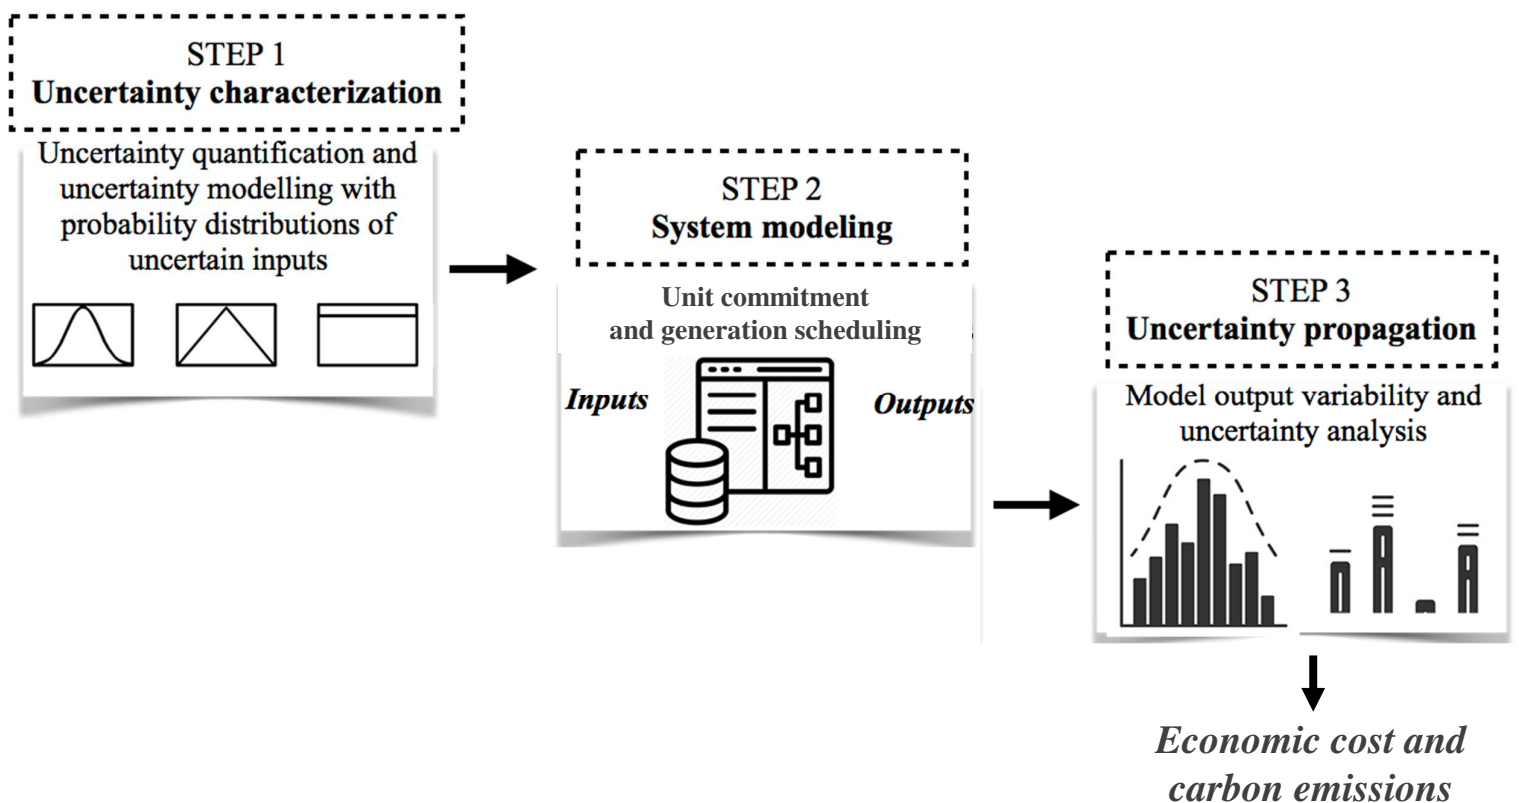 STEP 1
Uncertainty characterization
Uncertainty quantification and
uncertainty modelling with
probability distributions of
uncertain inputs
STEP 2
System modeling
Unit commitment
and generation scheduling
Inputs
Outputs
STEP 3
Uncertainty propagation
Model output variability and
uncertainty analysis
Economic cost and
carbon emissions